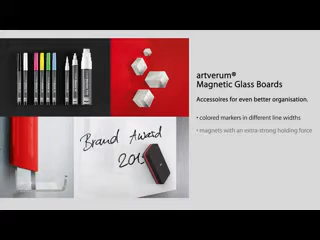 artverum®
Magnetic Glass Boards
Accessoires for even better organisation.
• colored markers in different line widths
• magnets with an extra-strong holding force
Brand Award